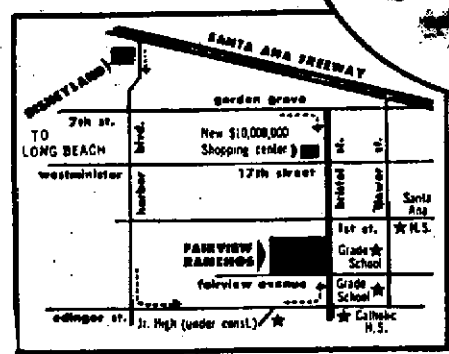 SANTA ANA FREEWAY
DISNEYLAND
garden grove
7th st.
TO
LONG BEACH
blvd.
New $10,000,000
Shopping center
st.
st.
westminister
17th street
harbor
bristol
flower
Santa
Ana
H.S.
1st st.
FAIRVIEW
RANCHOS
Grade
School
fairview avenue
Grade
School
edinger st.
Jr. High (under const.)
Catholic
H.S.